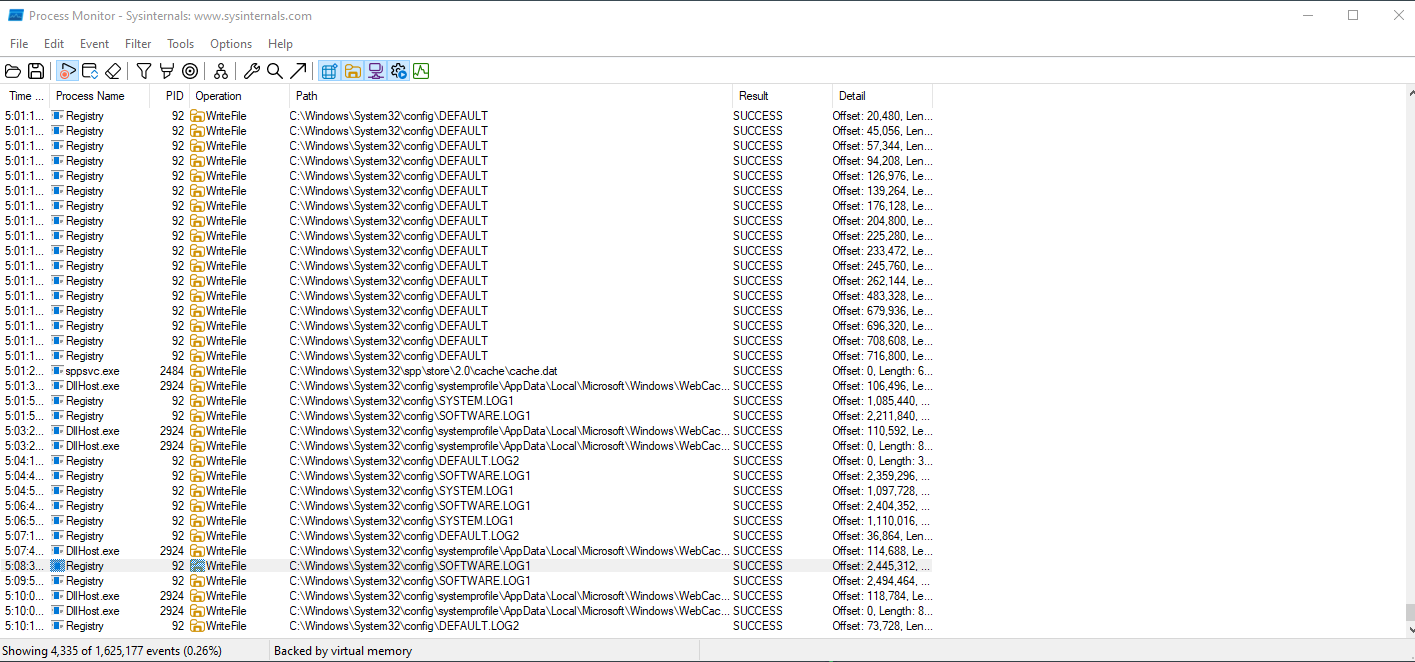 Process Monitor - Sysinternals: www.sysinternals.com
File Edit Event Filter Tools Options Help
Time ... Process Name PID Operation Path Result Detail
5:01:1... Registry 92 WriteFile C:\Windows\System32\config\DEFAULT SUCCESS Offset: 20,480, Len...
5:01:1... Registry 92 WriteFile C:\Windows\System32\config\DEFAULT SUCCESS Offset: 45,056, Len...
5:01:1... Registry 92 WriteFile C:\Windows\System32\config\DEFAULT SUCCESS Offset: 57,344, Len...
5:01:1... Registry 92 WriteFile C:\Windows\System32\config\DEFAULT SUCCESS Offset: 94,208, Len...
5:01:1... Registry 92 WriteFile C:\Windows\System32\config\DEFAULT SUCCESS Offset: 126,976, Le...
5:01:1... Registry 92 WriteFile C:\Windows\System32\config\DEFAULT SUCCESS Offset: 139,264, Le...
5:01:1... Registry 92 WriteFile C:\Windows\System32\config\DEFAULT SUCCESS Offset: 176,128, Le...
5:01:1... Registry 92 WriteFile C:\Windows\System32\config\DEFAULT SUCCESS Offset: 204,800, Le...
5:01:1... Registry 92 WriteFile C:\Windows\System32\config\DEFAULT SUCCESS Offset: 225,280, Le...
5:01:1... Registry 92 WriteFile C:\Windows\System32\config\DEFAULT SUCCESS Offset: 233,472, Le...
5:01:1... Registry 92 WriteFile C:\Windows\System32\config\DEFAULT SUCCESS Offset: 245,760, Le...
5:01:1... Registry 92 WriteFile C:\Windows\System32\config\DEFAULT SUCCESS Offset: 262,144, Le...
5:01:1... Registry 92 WriteFile C:\Windows\System32\config\DEFAULT SUCCESS Offset: 483,328, Le...
5:01:1... Registry 92 WriteFile C:\Windows\System32\config\DEFAULT SUCCESS Offset: 679,936, Le...
5:01:1... Registry 92 WriteFile C:\Windows\System32\config\DEFAULT SUCCESS Offset: 696,320, Le...
5:01:1... Registry 92 WriteFile C:\Windows\System32\config\DEFAULT SUCCESS Offset: 708,608, Le...
5:01:1... Registry 92 WriteFile C:\Windows\System32\config\DEFAULT SUCCESS Offset: 716,800, Le...
5:01:2... sppsvc.exe 2484 WriteFile C:\Windows\System32\spp\store\2.0\cache\cache.dat SUCCESS Offset: 0, Length: 6...
5:01:3... DllHost.exe 2924 WriteFile C:\Windows\System32\config\systemprofile\AppData\Local\Microsoft\Windows\WebCac... SUCCESS Offset: 106,496, Le...
5:01:5... Registry 92 WriteFile C:\Windows\System32\config\SYSTEM.LOG1 SUCCESS Offset: 1,085,440, ...
5:01:5... Registry 92 WriteFile C:\Windows\System32\config\SOFTWARE.LOG1 SUCCESS Offset: 2,211,840, ...
5:03:2... DllHost.exe 2924 WriteFile C:\Windows\System32\config\systemprofile\AppData\Local\Microsoft\Windows\WebCac... SUCCESS Offset: 110,592, Le...
5:03:2... DllHost.exe 2924 WriteFile C:\Windows\System32\config\systemprofile\AppData\Local\Microsoft\Windows\WebCac... SUCCESS Offset: 0, Length: 8...
5:04:1... Registry 92 WriteFile C:\Windows\System32\config\DEFAULT.LOG2 SUCCESS Offset: 0, Length: 3...
5:04:4... Registry 92 WriteFile C:\Windows\System32\config\SOFTWARE.LOG1 SUCCESS Offset: 2,359,296, ...
5:04:5... Registry 92 WriteFile C:\Windows\System32\config\SYSTEM.LOG1 SUCCESS Offset: 1,097,728, ...
5:06:4... Registry 92 WriteFile C:\Windows\System32\config\SOFTWARE.LOG1 SUCCESS Offset: 2,404,352, ...
5:06:5... Registry 92 WriteFile C:\Windows\System32\config\SYSTEM.LOG1 SUCCESS Offset: 1,110,016, ...
5:07:1... Registry 92 WriteFile C:\Windows\System32\config\DEFAULT.LOG2 SUCCESS Offset: 36,864, Len...
5:07:4... DllHost.exe 2924 WriteFile C:\Windows\System32\config\systemprofile\AppData\Local\Microsoft\Windows\WebCac... SUCCESS Offset: 114,688, Le...
5:08:3... Registry 92 WriteFile C:\Windows\System32\config\SOFTWARE.LOG1 SUCCESS Offset: 2,445,312, ...
5:09:5... Registry 92 WriteFile C:\Windows\System32\config\SOFTWARE.LOG1 SUCCESS Offset: 2,494,464, ...
5:10:0... DllHost.exe 2924 WriteFile C:\Windows\System32\config\systemprofile\AppData\Local\Microsoft\Windows\WebCac... SUCCESS Offset: 118,784, Le...
5:10:0... DllHost.exe 2924 WriteFile C:\Windows\System32\config\systemprofile\AppData\Local\Microsoft\Windows\WebCac... SUCCESS Offset: 0, Length: 8...
5:10:1... Registry 92 WriteFile C:\Windows\System32\config\DEFAULT.LOG2 SUCCESS Offset: 73,728, Len...
Showing 4,335 of 1,625,177 events (0.26%) Backed by virtual memory